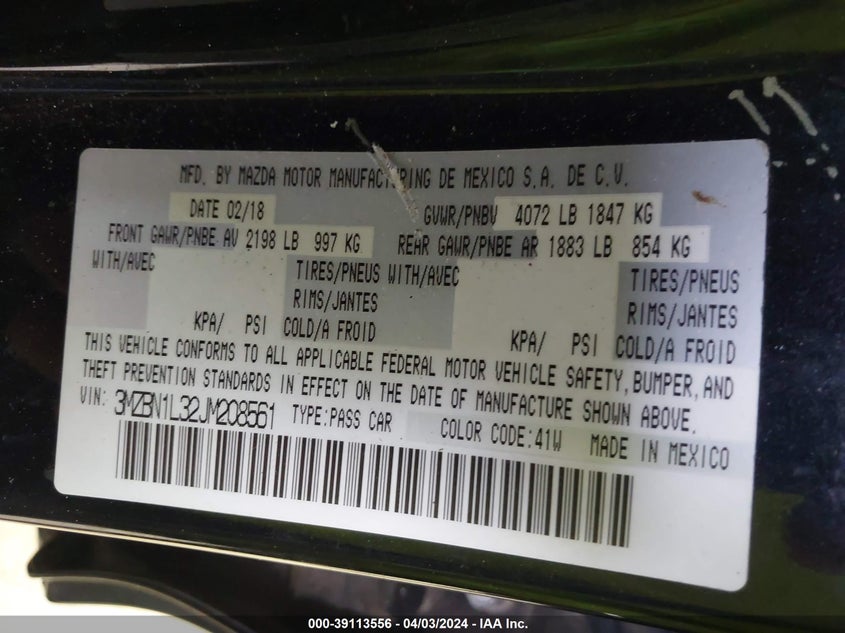 MFD. BY MAZDA MOTOR MANUFACTURING DE MEXICO S.A. DE C.V.
DATE 02/18 GVWR/PNBV 4072 LB 1847 KG
FRONT GAWR/PNBE AV 2198 LB 997 KG REAR GAWR/PNBE AR 1883 LB 854 KG
WITH/AVEC TIRES/PNEUS WITH/AVEC TIRES/PNEUS
RIMS/JANTES RIMS/JANTES
KPA/ PSI COLD/A FROID KPA/ PSI COLD/A FROID
THIS VEHICLE CONFORMS TO ALL APPLICABLE FEDERAL MOTOR VEHICLE SAFETY, BUMPER, AND
THEFT PREVENTION STANDARDS IN EFFECT ON THE DATE OF MANUFACTURE SHOWN ABOVE.
VIN: 3MZBN1L32JM208561 TYPE:PASS CAR COLOR CODE:41W MADE IN MEXICO
000-39113556 - 04/03/2024 - IAA Inc.